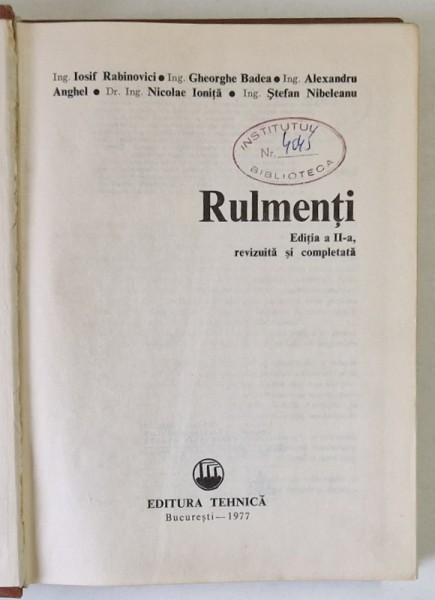 Ing. Iosif Rabinovici ● Ing. Gheorghe Badea ● Ing. Alexandru
Anghel ● Dr. Ing. Nicolae Ioniță ● Ing. Ștefan Nibeleanu
INSTITUTUL
Nr. 4045
BIBLIOTECA
Rulmenți
Ediția a II-a,
revizuită și completată
EDITURA TEHNICĂ
București — 1977